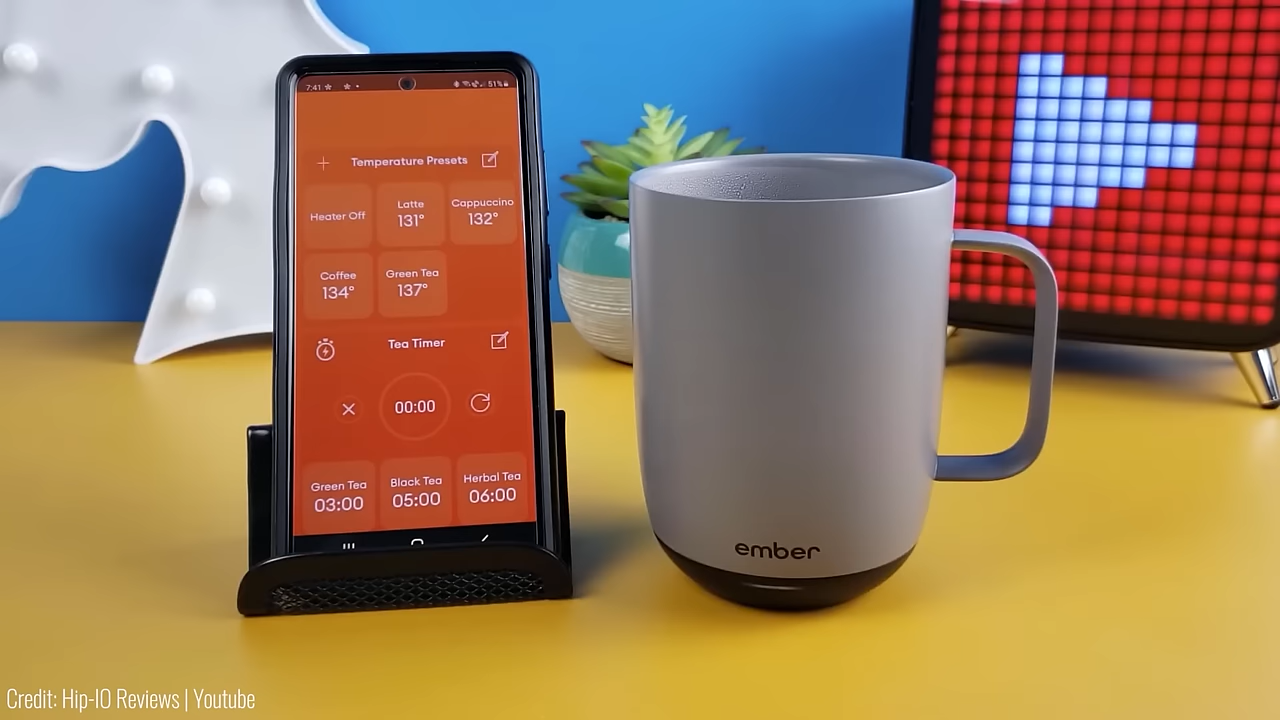 7:41
51%
Temperature Presets
Heater Off
Latte
131°
Cappuccino
132°
Coffee
134°
Green Tea
137°
Tea Timer
00:00
Green Tea
03:00
Black Tea
05:00
Herbal Tea
06:00
ember
Credit: Hip-IO Reviews | Youtube